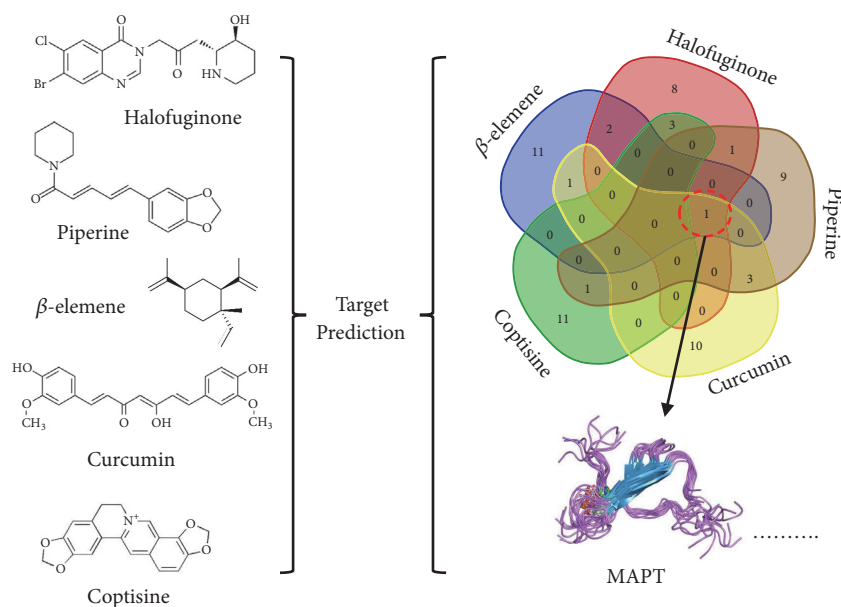 O
OH
Cl
N
O
Br
N
HN
Halofuginone
N
O
O
O
Piperine
β-elemene
HO
OH
O
O
OH
O
CH3
CH3
Curcumin
O
N+
O
O
O
Coptisine
Target
Prediction
Halofuginone
β-elemene
Piperine
Coptisine
Curcumin
8
2
3
1
11
0
9
1
0
0
0
0
0
0
0
1
0
0
0
0
0
0
1
0
0
3
11
0
0
0
10
MAPT
..........